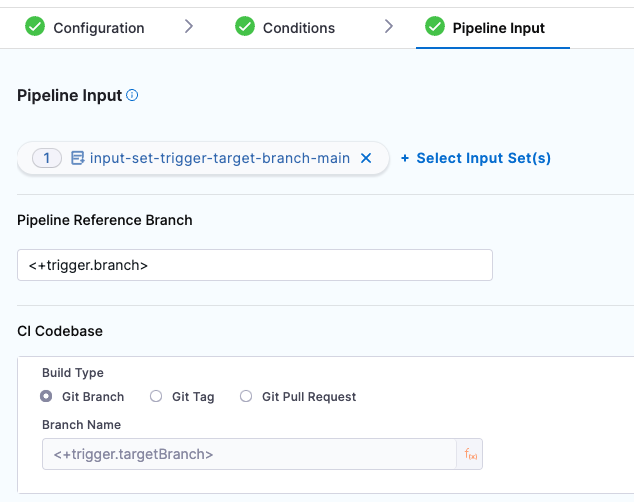 Configuration > Conditions > Pipeline Input
Pipeline Input
1 input-set-trigger-target-branch-main × + Select Input Set(s)
Pipeline Reference Branch
<+trigger.branch>
CI Codebase
Build Type
Git Branch Git Tag Git Pull Request
Branch Name
<+trigger.targetBranch> f(x)